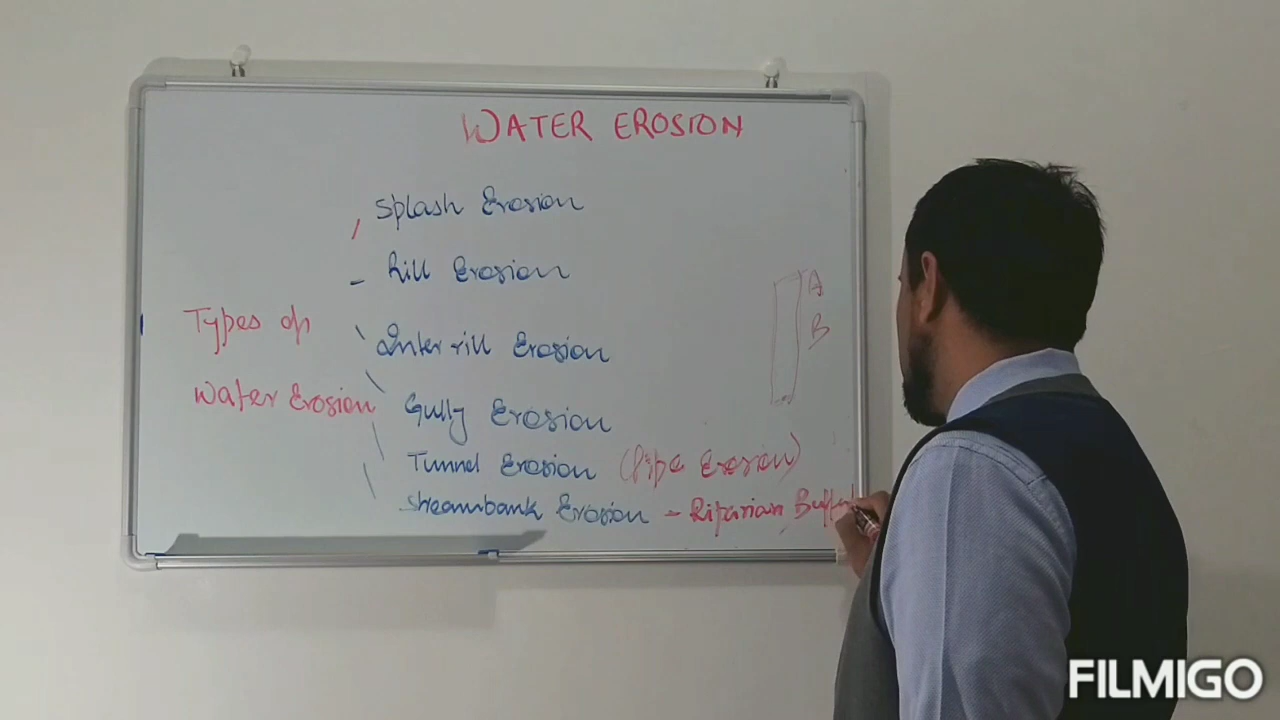 WATER EROSION
Splash Erosion
Rill Erosion
Types of
Inter rill Erosion
Water Erosion
Gully Erosion
Tunnel Erosion (Pipe Erosion)
Streambank Erosion - Riparian Buffer
A
B
FILMIGO